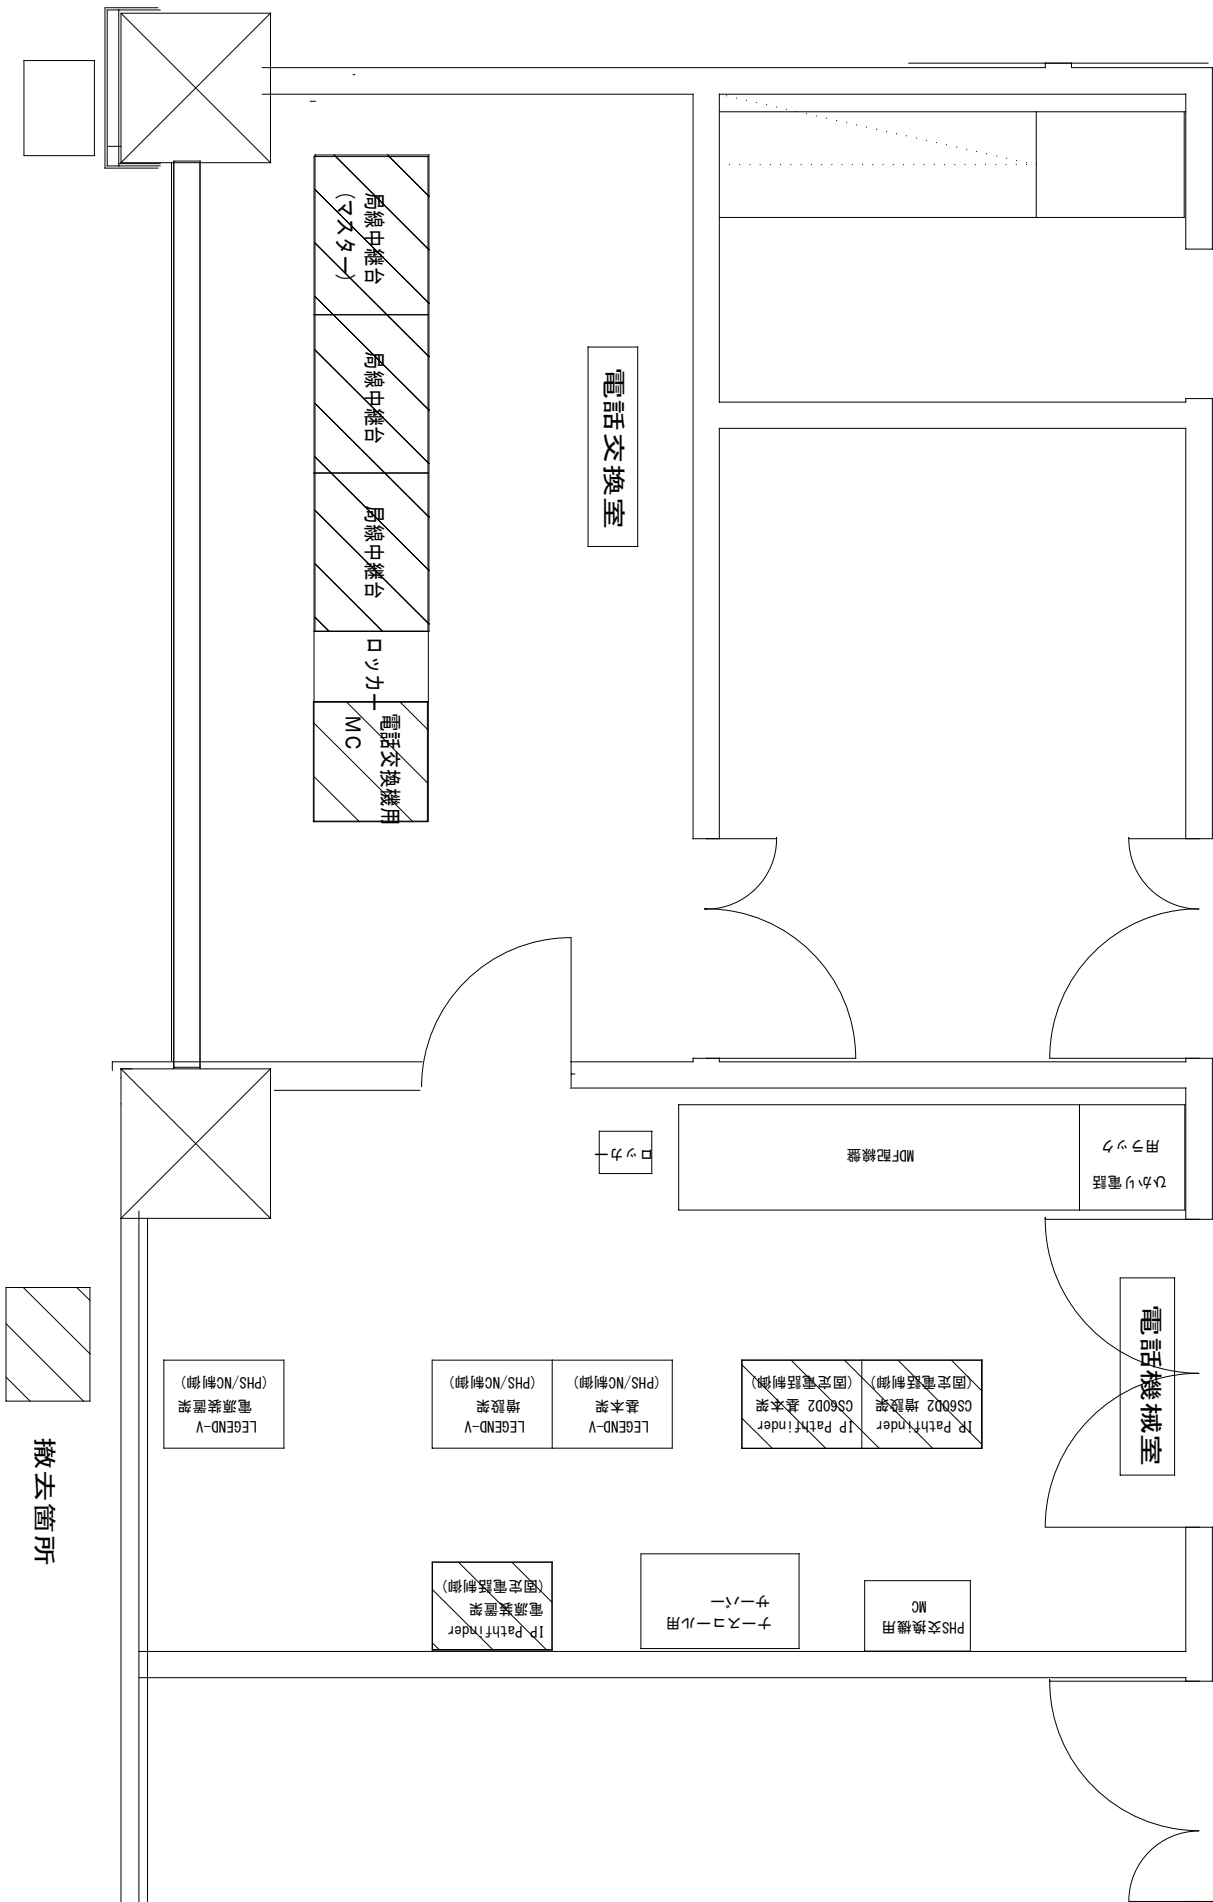 局線中継台
(マスター)
局線中継台
局線中継台
ロッカー
電話交換機用
MC
電話交換室
ロッカー
MDF配線盤
ひかり電話
用ラック
電話機械室
LEGEND-V
電源装置架
(PHS/NC制御)
LEGEND-V
増設架
(PHS/NC制御)
LEGEND-V
基本架
(PHS/NC制御)
IP Pathfinder
CS60D2 基本架
(固定電話制御)
IP Pathfinder
CS60D2 増設架
(固定電話制御)
IP Pathfinder
電源装置架
(固定電話制御)
ナースコール用
サーバー
PHS交換機用
MC
撤去箇所